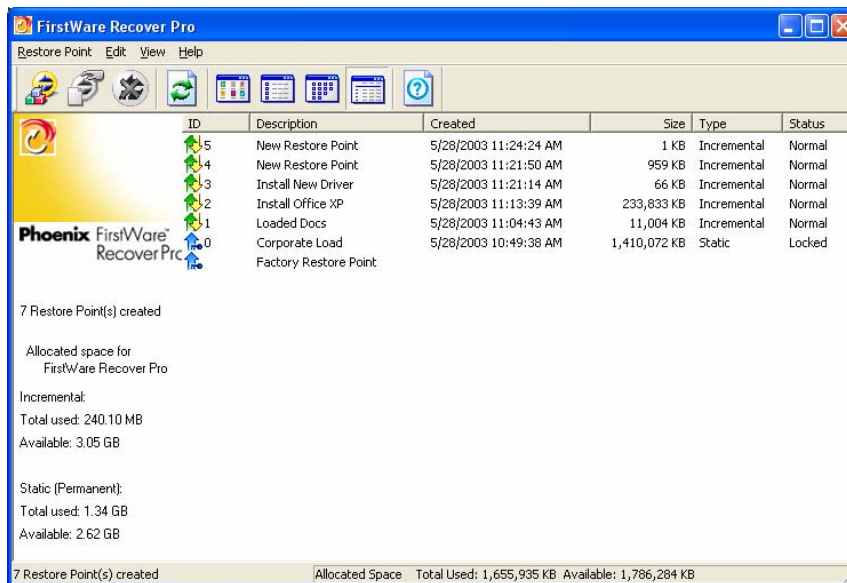 FirstWare Recover Pro
Restore Point Edit View Help
ID Description Created Size Type Status
5 New Restore Point 5/28/2003 11:24:24 AM 1 KB Incremental Normal
4 New Restore Point 5/28/2003 11:21:50 AM 959 KB Incremental Normal
3 Install New Driver 5/28/2003 11:21:14 AM 66 KB Incremental Normal
2 Install Office XP 5/28/2003 11:13:39 AM 233,833 KB Incremental Normal
1 Loaded Docs 5/28/2003 11:04:43 AM 11,004 KB Incremental Normal
0 Corporate Load 5/28/2003 10:49:38 AM 1,410,072 KB Static Locked
Factory Restore Point
Phoenix FirstWare™
Recover Pro
7 Restore Point(s) created
Allocated space for
FirstWare Recover Pro
Incremental:
Total used: 240.10 MB
Available: 3.05 GB
Static (Permanent):
Total used: 1.34 GB
Available: 2.62 GB
7 Restore Point(s) created Allocated Space Total Used: 1,655,935 KB Available: 1,786,284 KB